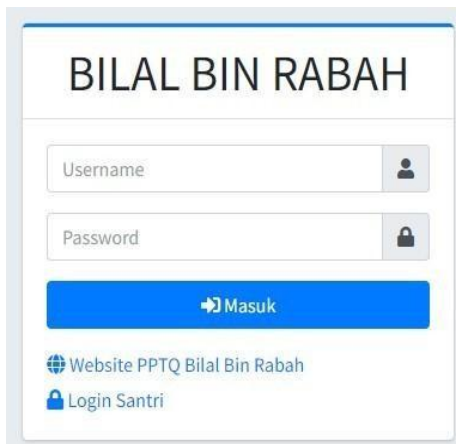 BILAL BIN RABAH
Username
Password
Masuk
Website PPTQ Bilal Bin Rabah
Login Santri